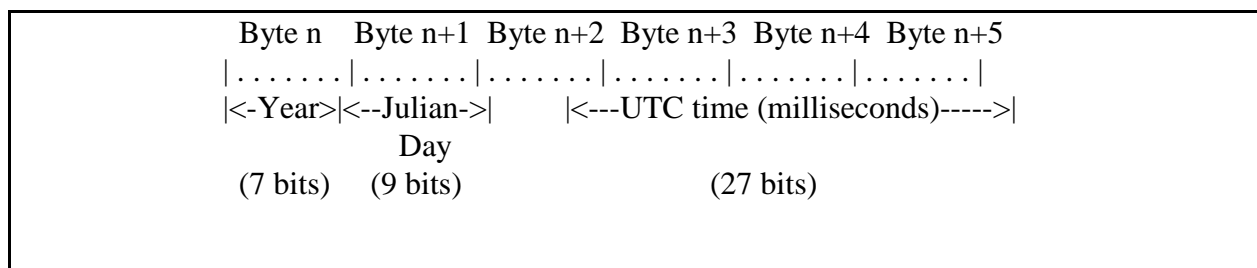 Byte n Byte n+1 Byte n+2 Byte n+3 Byte n+4 Byte n+5
| . . . . . . . | . . . . . . . | . . . . . . . | . . . . . . . | . . . . . . . | . . . . . . . |
|<-Year>|<--Julian->| |<---UTC time (milliseconds)----->|
Day
(7 bits) (9 bits) (27 bits)